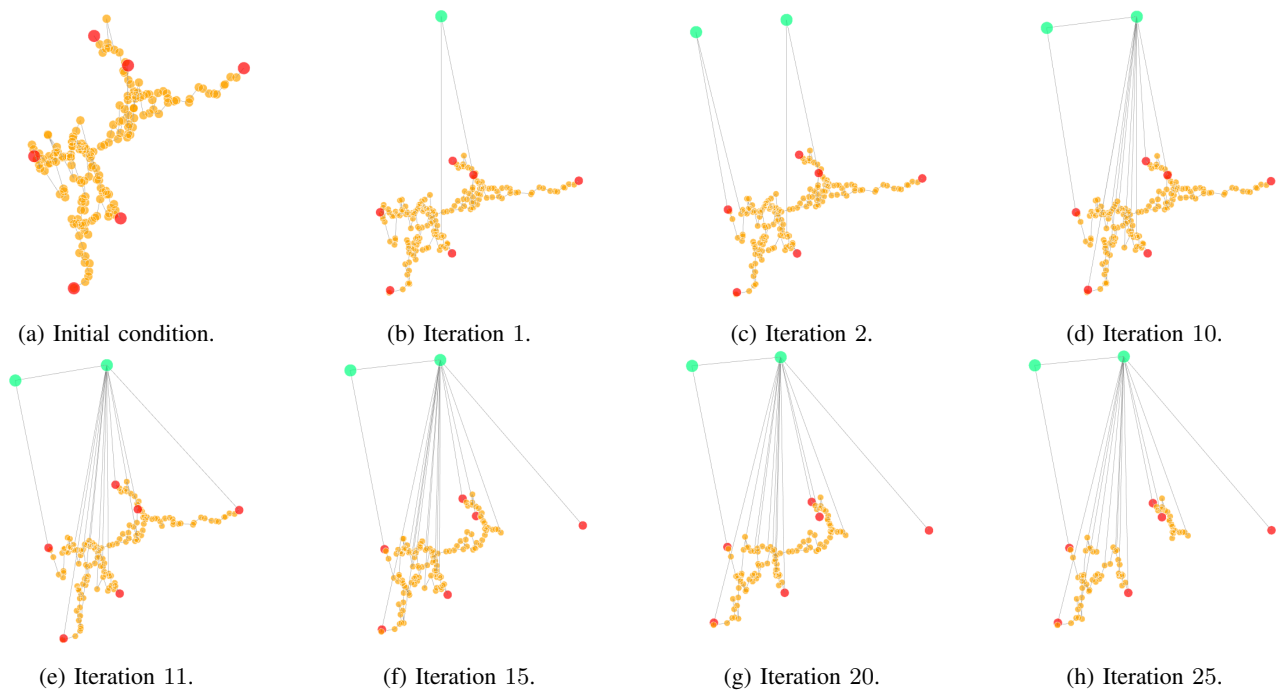 (a) Initial condition.
(b) Iteration 1.
(c) Iteration 2.
(d) Iteration 10.
(e) Iteration 11.
(f) Iteration 15.
(g) Iteration 20.
(h) Iteration 25.